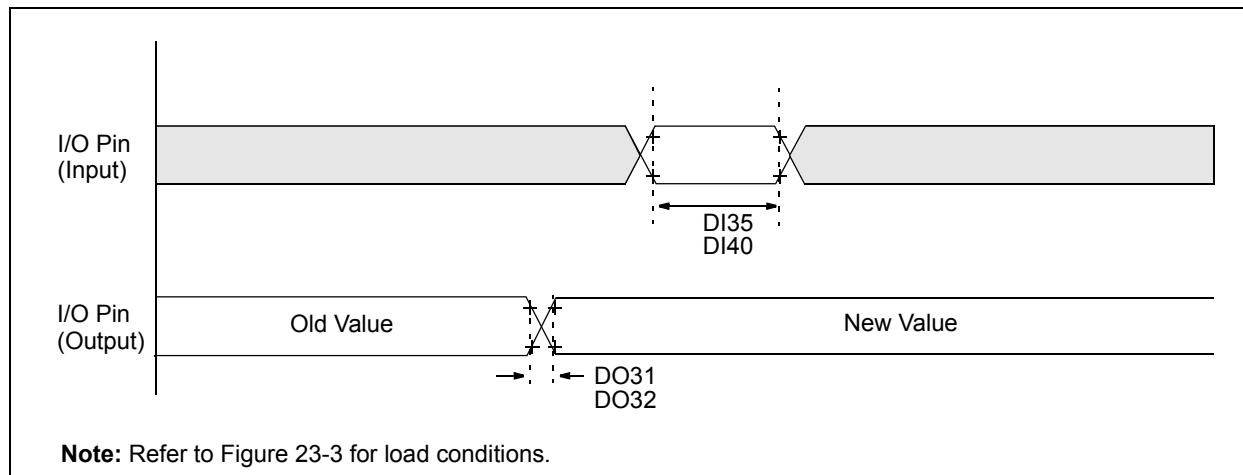 I/O Pin
(Input)
DI35
DI40
I/O Pin
(Output)
Old Value
New Value
DO31
DO32
Note: Refer to Figure 23-3 for load conditions.